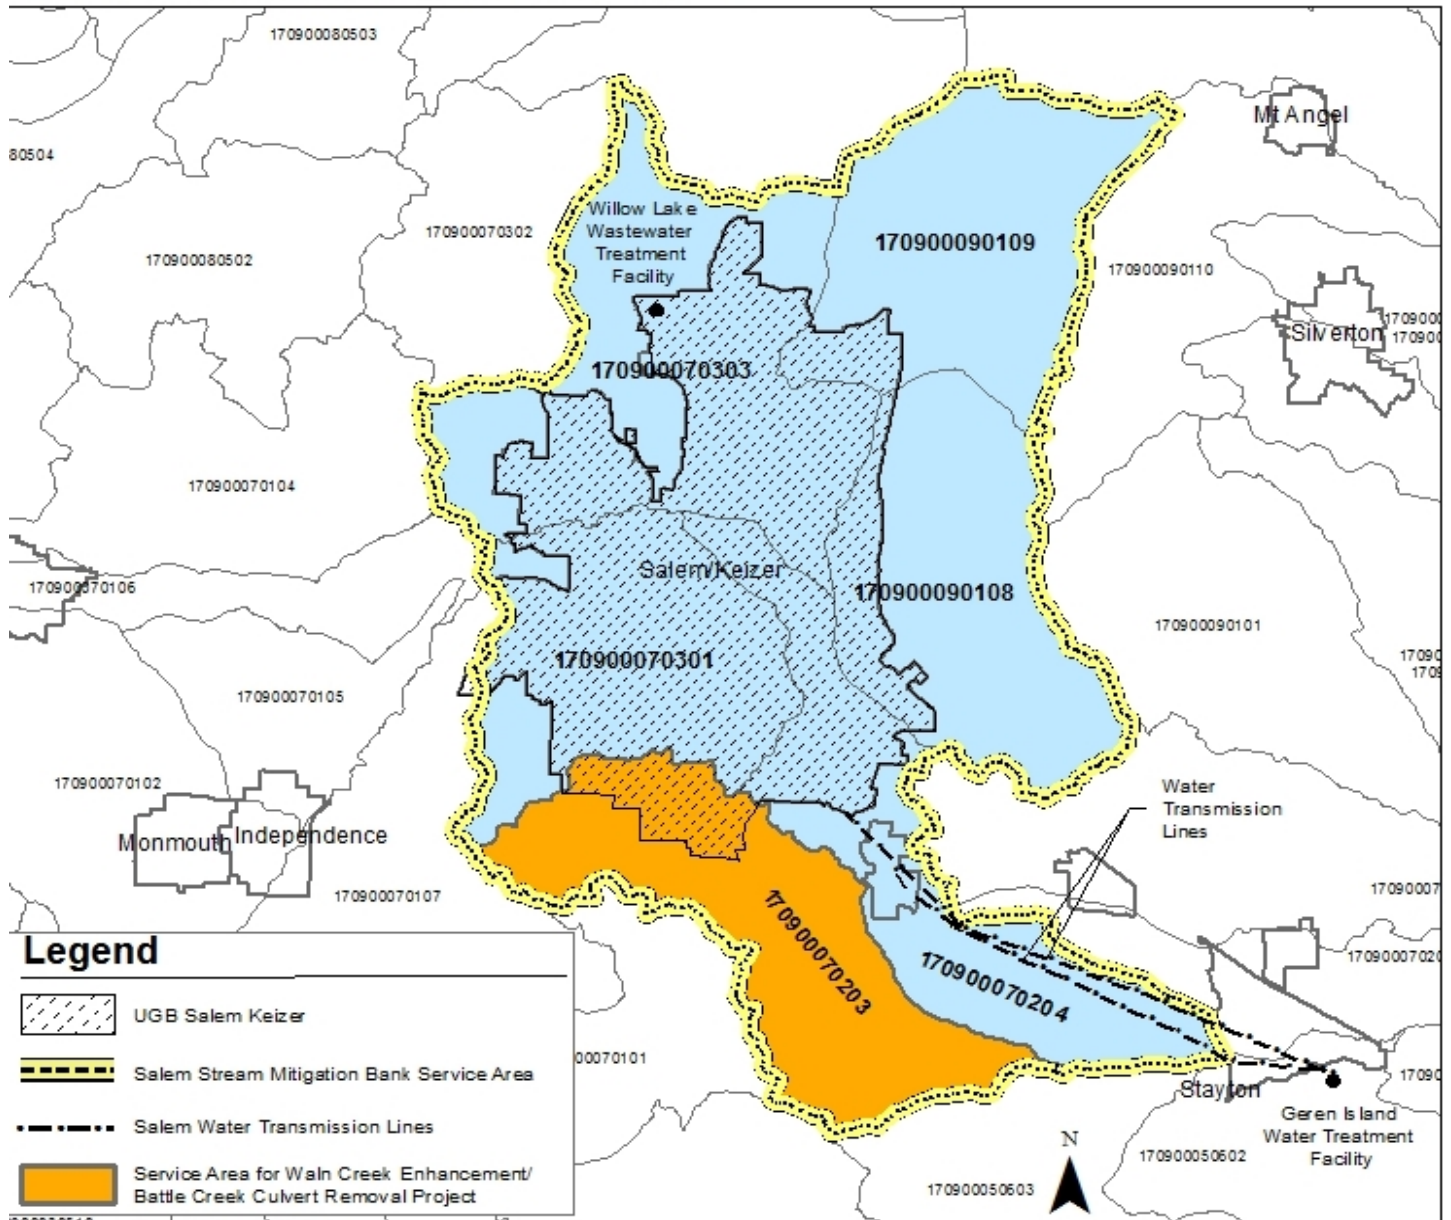 170900080503
Mt Angel
80504
Willow Lake
Wastewater
Treatment
Facility
170900070302
170900090109
170900080502
170900090110
Silverton
170900070303
170900070104
Salem/Keizer
170900070106
170900090108
170900090101
170900070301
170900070105
170900070102
Water
Transmission
Lines
Monmouth
Independence
170900070107
170900070203
170900070204
Legend
UGB Salem Keizer
Salem Stream Mitigation Bank Service Area
Salem Water Transmission Lines
Service Area for Waln Creek Enhancement/
Battle Creek Culvert Removal Project
00070101
Stayton
Geren Island
Water Treatment
Facility
N
170900050602
170900050603